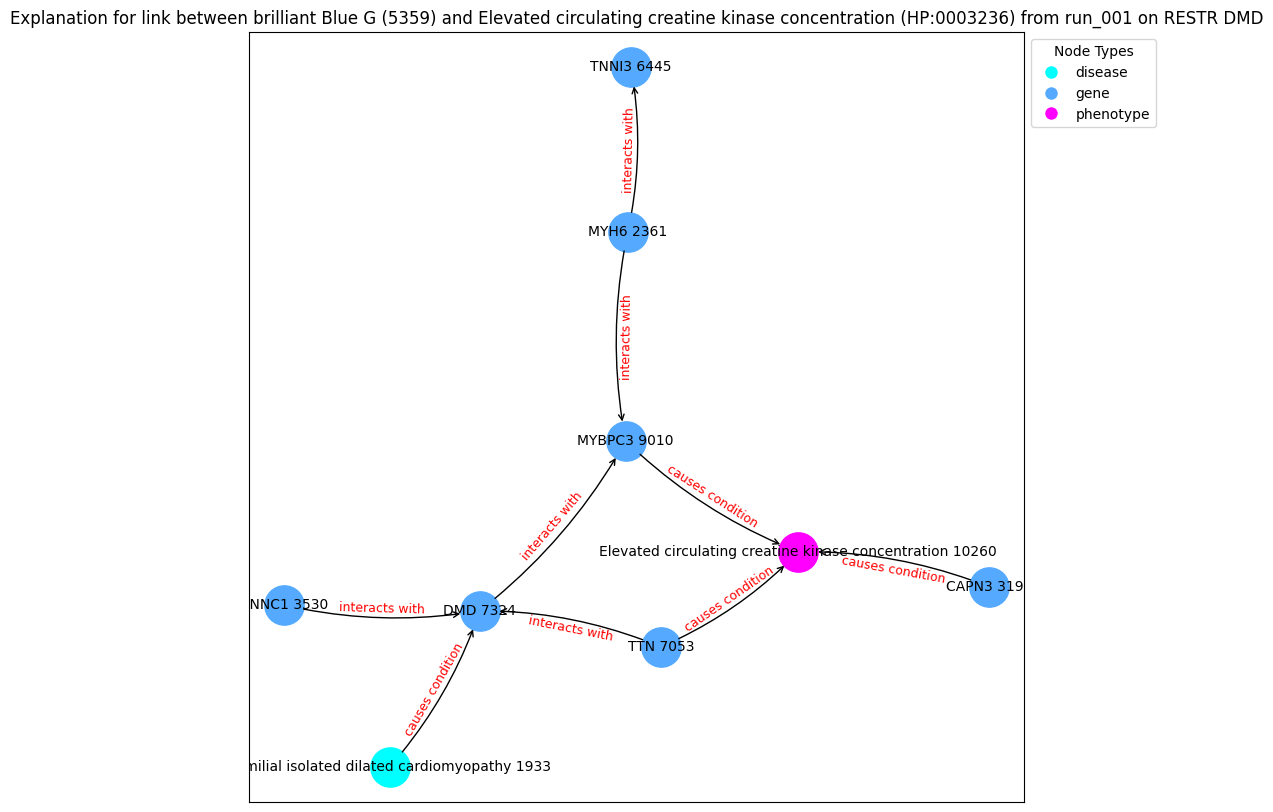 Explanation for link between brilliant Blue G (5359) and Elevated circulating creatine kinase concentration (HP:0003236) from run_001 on RESTR DMD
Node Types
disease
gene
phenotype
TNNI3 6445
interacts with
MYH6 2361
interacts with
MYBPC3 9010
causes condition
interacts with
Elevated circulating creatine kinase concentration 10260
causes condition
CAPN3 319
causes condition
NNC1 3530
interacts with
DMD 7324
interacts with
TTN 7053
causes condition
milial isolated dilated cardiomyopathy 1933